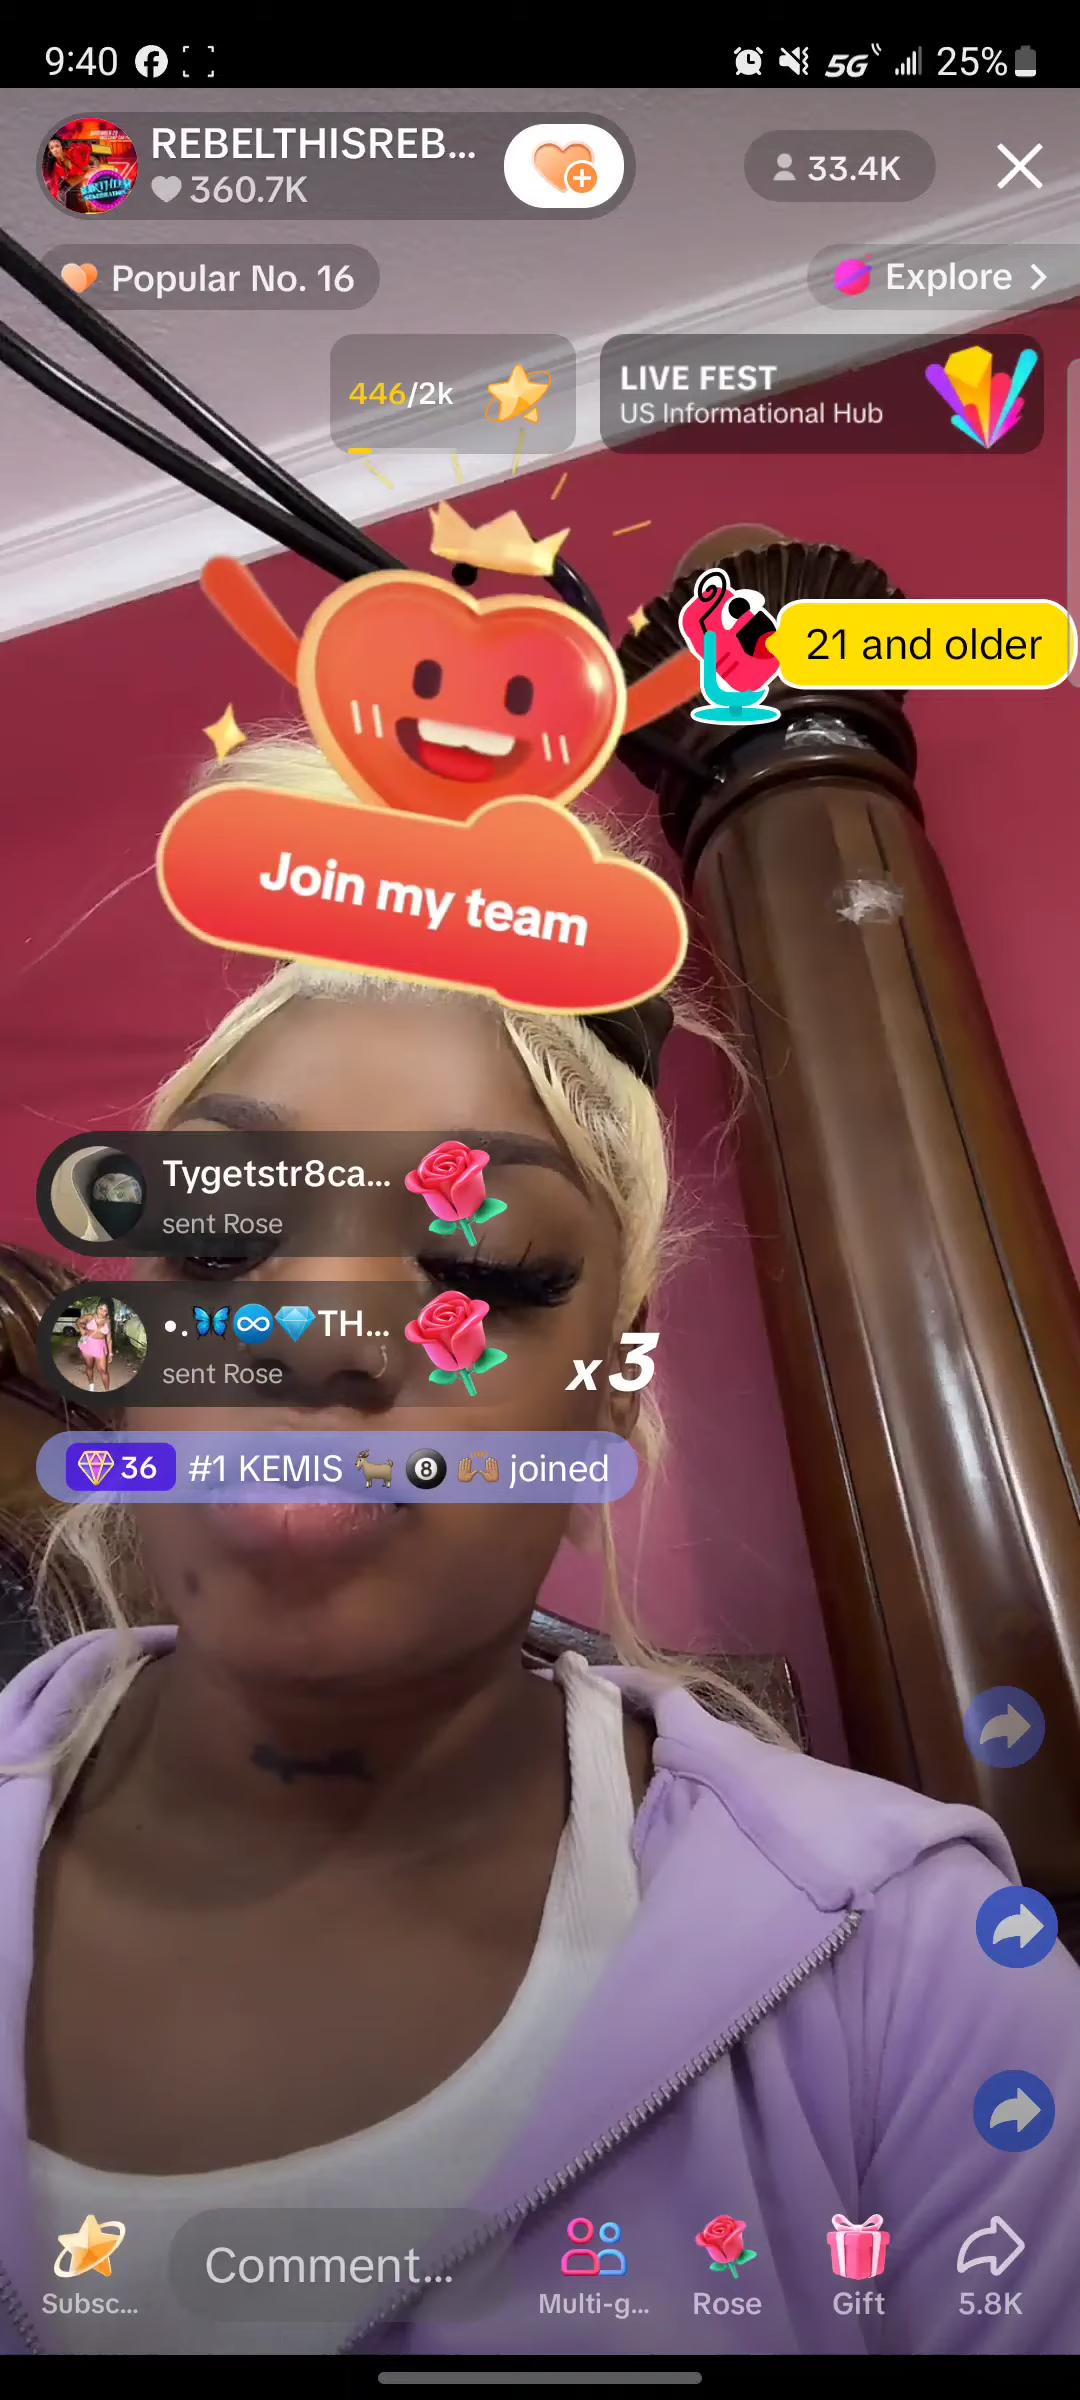 9:40
5G
25%
REBELTHISREB...
360.7K
33.4K
Popular No. 16
Explore
446/2k
LIVE FEST
US Informational Hub
21 and older
Join my team
Tygetstr8ca...
sent Rose
•.🦋♾️💎TH...
sent Rose
x3
36 #1 KEMIS 🐐🎱🙌🏽 joined
Subsc...
Comment...
Multi-g...
Rose
Gift
5.8K